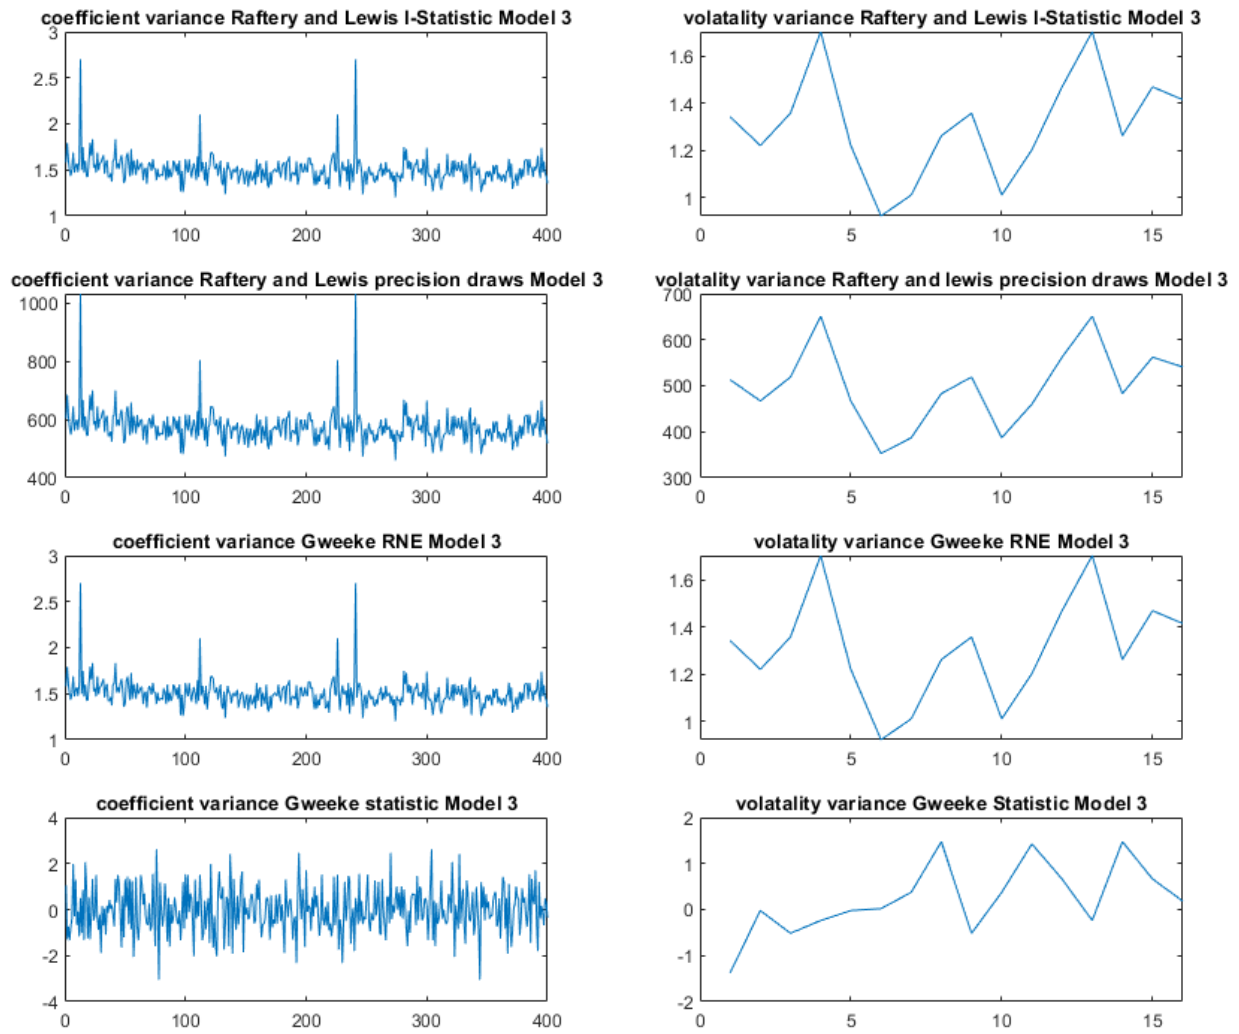 coefficient variance Raftery and Lewis I-Statistic Model 3
3
2.5
2
1.5
1
0 100 200 300 400
volatality variance Raftery and Lewis I-Statistic Model 3
1.6
1.4
1.2
1
0 5 10 15
coefficient variance Raftery and Lewis precision draws Model 3
1000
800
600
400
0 100 200 300 400
volatality variance Raftery and lewis precision draws Model 3
700
600
500
400
300
0 5 10 15
coefficient variance Gweeke RNE Model 3
3
2.5
2
1.5
1
0 100 200 300 400
volatality variance Gweeke RNE Model 3
1.6
1.4
1.2
1
0 5 10 15
coefficient variance Gweeke statistic Model 3
4
2
0
-2
-4
0 100 200 300 400
volatality variance Gweeke Statistic Model 3
2
1
0
-1
-2
0 5 10 15